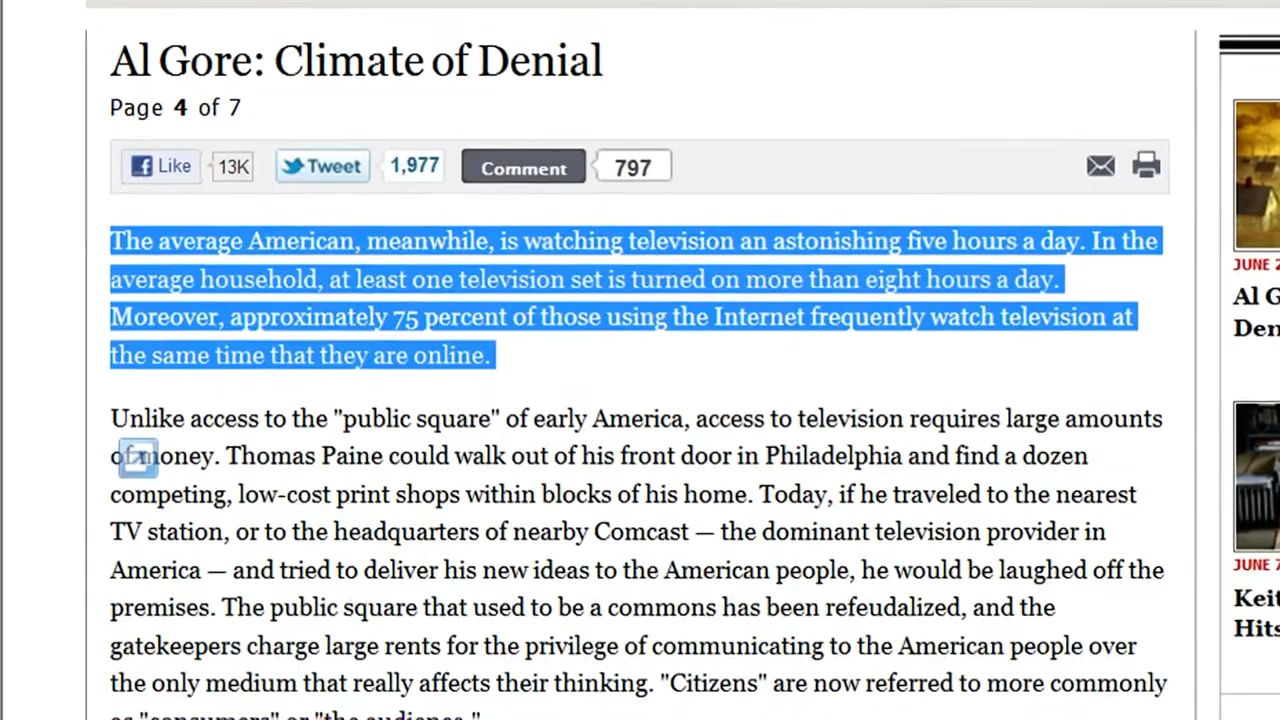 Al Gore: Climate of Denial
Page 4 of 7
Like 13K Tweet 1,977 Comment 797
The average American, meanwhile, is watching television an astonishing five hours a day. In the
average household, at least one television set is turned on more than eight hours a day.
Moreover, approximately 75 percent of those using the Internet frequently watch television at
the same time that they are online.
Unlike access to the "public square" of early America, access to television requires large amounts
of money. Thomas Paine could walk out of his front door in Philadelphia and find a dozen
competing, low-cost print shops within blocks of his home. Today, if he traveled to the nearest
TV station, or to the headquarters of nearby Comcast — the dominant television provider in
America — and tried to deliver his new ideas to the American people, he would be laughed off the
premises. The public square that used to be a commons has been refeudalized, and the
gatekeepers charge large rents for the privilege of communicating to the American people over
the only medium that really affects their thinking. "Citizens" are now referred to more commonly
as "consumers" or "the audience."
JUNE 2
Al G
Den
JUNE 7
Keit
Hits